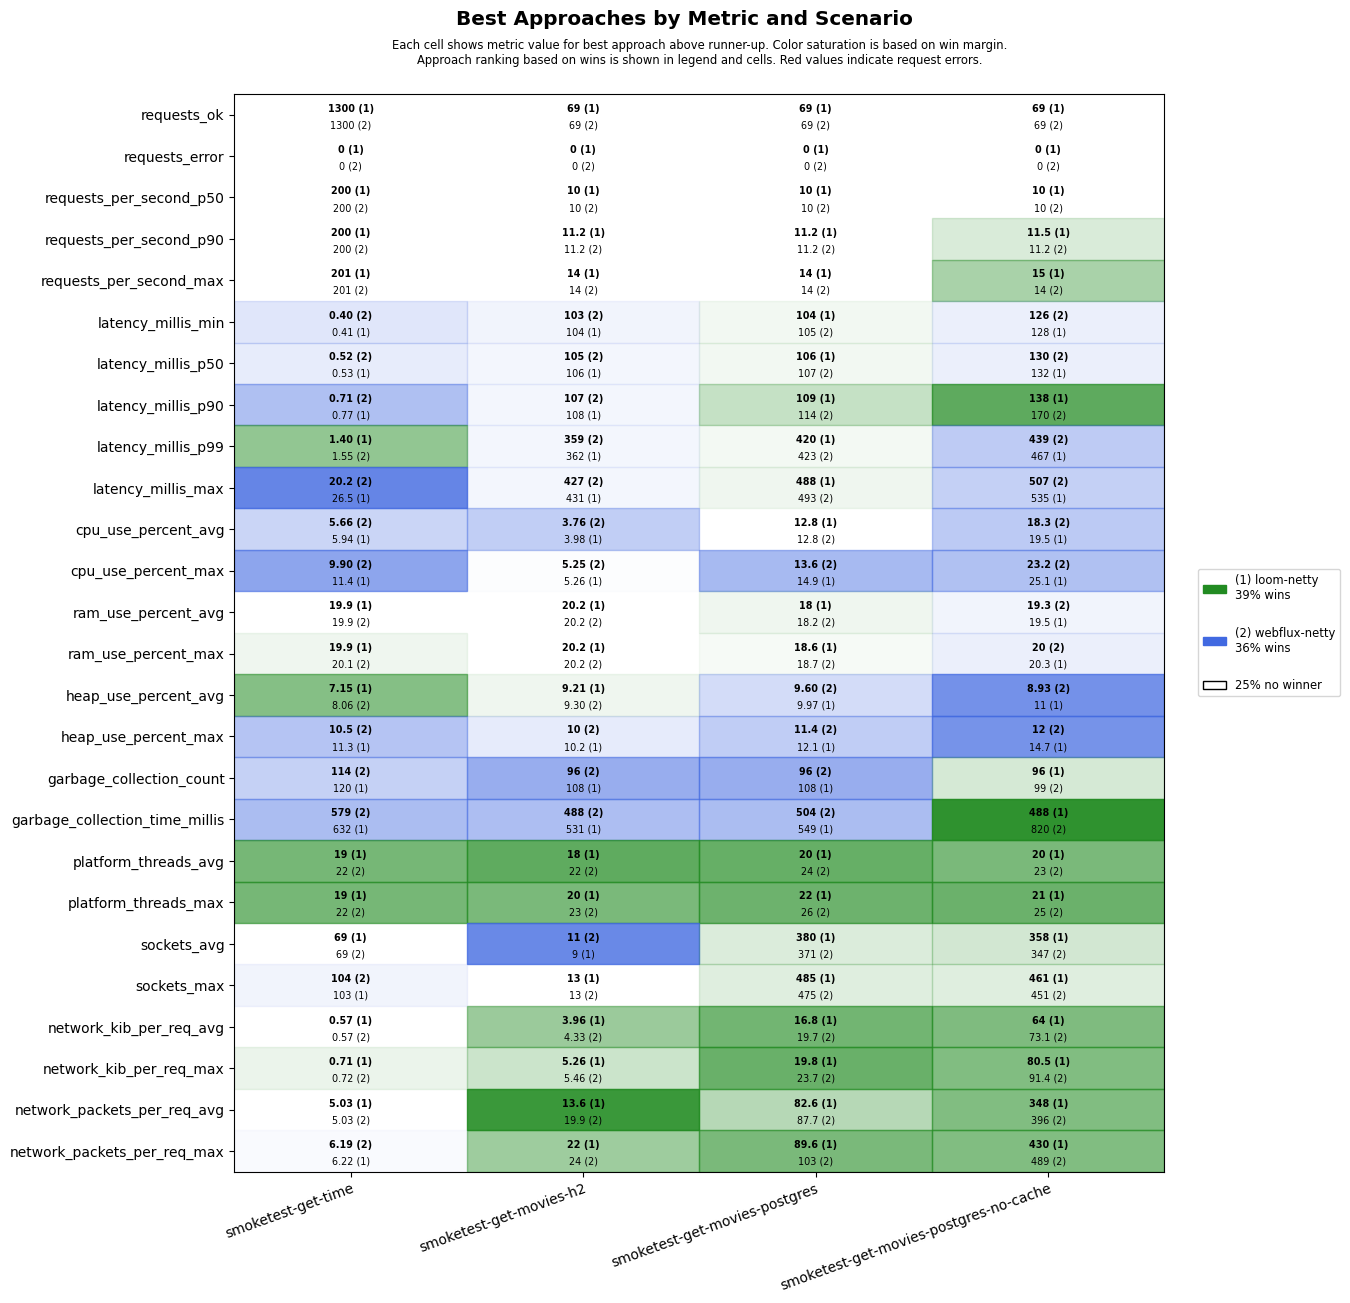 Best Approaches by Metric and Scenario
Each cell shows metric value for best approach above runner-up. Color saturation is based on win margin.
Approach ranking based on wins is shown in legend and cells. Red values indicate request errors.
requests_ok
1300 (1) 69 (1) 69 (1) 69 (1)
1300 (2) 69 (2) 69 (2) 69 (2)
requests_error
0 (1) 0 (1) 0 (1) 0 (1)
0 (2) 0 (2) 0 (2) 0 (2)
requests_per_second_p50
200 (1) 10 (1) 10 (1) 10 (1)
200 (2) 10 (2) 10 (2) 10 (2)
requests_per_second_p90
200 (1) 11.2 (1) 11.2 (1) 11.5 (1)
200 (2) 11.2 (2) 11.2 (2) 11.2 (2)
requests_per_second_max
201 (1) 14 (1) 14 (1) 15 (1)
201 (2) 14 (2) 14 (2) 14 (2)
latency_millis_min
0.40 (2) 103 (2) 104 (1) 126 (2)
0.41 (1) 104 (1) 105 (2) 128 (1)
latency_millis_p50
0.52 (2) 105 (2) 106 (1) 130 (2)
0.53 (1) 106 (1) 107 (2) 132 (1)
latency_millis_p90
0.71 (2) 107 (2) 109 (1) 138 (1)
0.77 (1) 108 (1) 114 (2) 170 (2)
latency_millis_p99
1.40 (1) 359 (2) 420 (1) 439 (2)
1.55 (2) 362 (1) 423 (2) 467 (1)
latency_millis_max
20.2 (2) 427 (2) 488 (1) 507 (2)
26.5 (1) 431 (1) 493 (2) 535 (1)
cpu_use_percent_avg
5.66 (2) 3.76 (2) 12.8 (1) 18.3 (2)
5.94 (1) 3.98 (1) 12.8 (2) 19.5 (1)
cpu_use_percent_max
9.90 (2) 5.25 (2) 13.6 (2) 23.2 (2)
11.4 (1) 5.26 (1) 14.9 (1) 25.1 (1)
ram_use_percent_avg
19.9 (1) 20.2 (1) 18 (1) 19.3 (2)
19.9 (2) 20.2 (2) 18.2 (2) 19.5 (1)
ram_use_percent_max
19.9 (1) 20.2 (1) 18.6 (1) 20 (2)
20.1 (2) 20.2 (2) 18.7 (2) 20.3 (1)
heap_use_percent_avg
7.15 (1) 9.21 (1) 9.60 (2) 8.93 (2)
8.06 (2) 9.30 (2) 9.97 (1) 11 (1)
heap_use_percent_max
10.5 (2) 10 (2) 11.4 (2) 12 (2)
11.3 (1) 10.2 (1) 12.1 (1) 14.7 (1)
garbage_collection_count
114 (2) 96 (2) 96 (2) 96 (1)
120 (1) 108 (1) 108 (1) 99 (2)
garbage_collection_time_millis
579 (2) 488 (2) 504 (2) 488 (1)
632 (1) 531 (1) 549 (1) 820 (2)
platform_threads_avg
19 (1) 18 (1) 20 (1) 20 (1)
22 (2) 22 (2) 24 (2) 23 (2)
platform_threads_max
19 (1) 20 (1) 22 (1) 21 (1)
22 (2) 23 (2) 26 (2) 25 (2)
sockets_avg
69 (1) 11 (2) 380 (1) 358 (1)
69 (2) 9 (1) 371 (2) 347 (2)
sockets_max
104 (2) 13 (1) 485 (1) 461 (1)
103 (1) 13 (2) 475 (2) 451 (2)
network_kib_per_req_avg
0.57 (1) 3.96 (1) 16.8 (1) 64 (1)
0.57 (2) 4.33 (2) 19.7 (2) 73.1 (2)
network_kib_per_req_max
0.71 (1) 5.26 (1) 19.8 (1) 80.5 (1)
0.72 (2) 5.46 (2) 23.7 (2) 91.4 (2)
network_packets_per_req_avg
5.03 (1) 13.6 (1) 82.6 (1) 348 (1)
5.03 (2) 19.9 (2) 87.7 (2) 396 (2)
network_packets_per_req_max
6.19 (2) 22 (1) 89.6 (1) 430 (1)
6.22 (1) 24 (2) 103 (2) 489 (2)
smoketest-get-time
smoketest-get-movies-h2
smoketest-get-movies-postgres
smoketest-get-movies-postgres-no-cache
(1) loom-netty
39% wins
(2) webflux-netty
36% wins
25% no winner